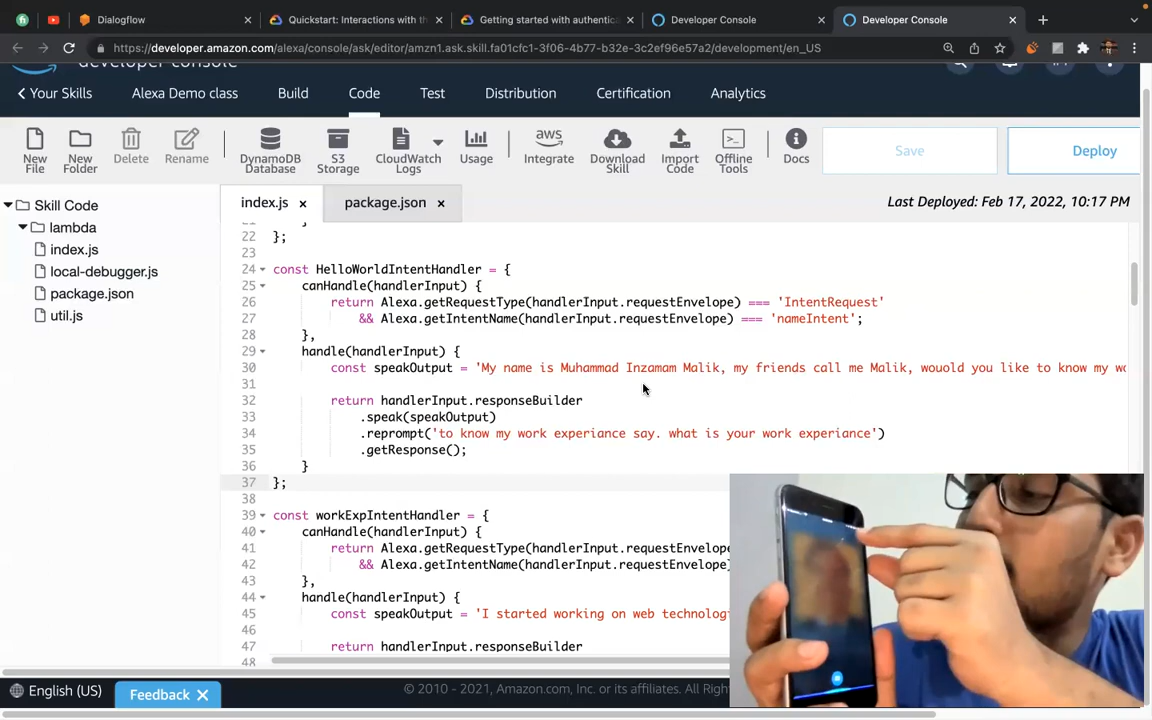 Dialogflow
Quickstart: Interactions with th
Getting started with authentica
Developer Console
Developer Console
https://developer.amazon.com/alexa/console/ask/editor/amzn1.ask.skill.fa01cfc1-3f06-4b77-b32e-3c2ef96e57a2/development/en_US
developer console
Your Skills Alexa Demo class Build Code Test Distribution Certification Analytics
New File
New Folder
Delete
Rename
DynamoDB Database
S3 Storage
CloudWatch Logs
Usage
aws Integrate
Download Skill
Import Code
Offline Tools
Docs
Save
Deploy
Skill Code
lambda
index.js
local-debugger.js
package.json
util.js
index.js package.json Last Deployed: Feb 17, 2022, 10:17 PM
22 };
23
24 const HelloWorldIntentHandler = {
25 canHandle(handlerInput) {
26 return Alexa.getRequestType(handlerInput.requestEnvelope) === 'IntentRequest'
27 && Alexa.getIntentName(handlerInput.requestEnvelope) === 'nameIntent';
28 },
29 handle(handlerInput) {
30 const speakOutput = 'My name is Muhammad Inzamam Malik, my friends call me Malik, wouold you like to know my wo
31
32 return handlerInput.responseBuilder
33 .speak(speakOutput)
34 .reprompt('to know my work experiance say. what is your work experiance')
35 .getResponse();
36 }
37 };
38
39 const workExpIntentHandler = {
40 canHandle(handlerInput) {
41 return Alexa.getRequestType(handlerInput.requestEnvelope
42 && Alexa.getIntentName(handlerInput.requestEnvelope)
43 },
44 handle(handlerInput) {
45 const speakOutput = 'I started working on web technolog
46
47 return handlerInput.responseBuilder
48
English (US)
Feedback
© 2010 - 2021, Amazon.com, Inc. or its affiliates. All Righ